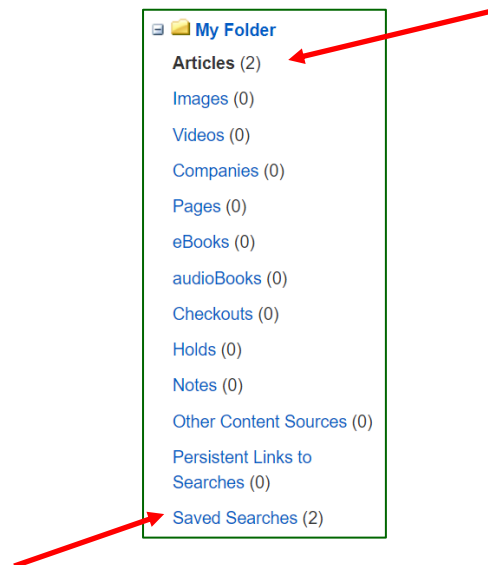 My Folder
Articles (2)
Images (0)
Videos (0)
Companies (0)
Pages (0)
eBooks (0)
audioBooks (0)
Checkouts (0)
Holds (0)
Notes (0)
Other Content Sources (0)
Persistent Links to
Searches (0)
Saved Searches (2)